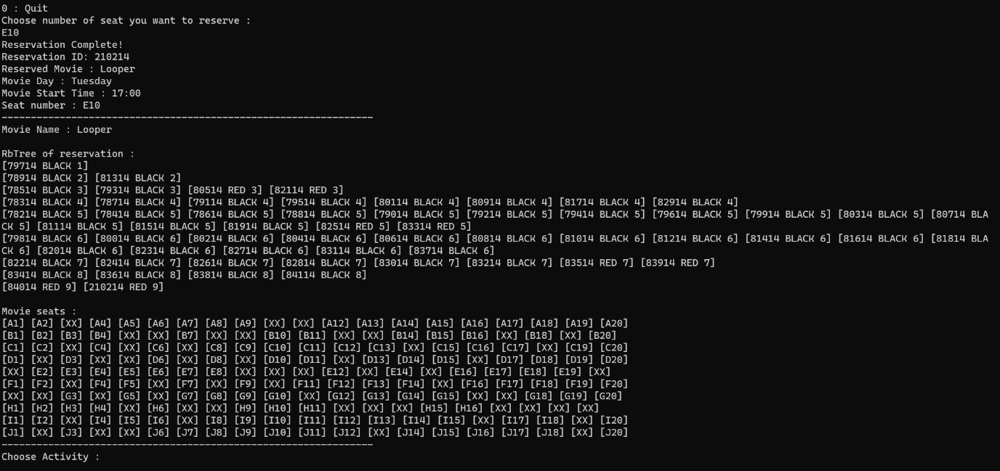 0 : Quit
Choose number of seat you want to reserve :
E10
Reservation Complete!
Reservation ID: 210214
Reserved Movie : Looper
Movie Day : Tuesday
Movie Start Time : 17:00
Seat number : E10
----------------------------------------------------------------
Movie Name : Looper
RbTree of reservation :
[79714 BLACK 1]
[78914 BLACK 2] [81314 BLACK 2]
[78514 BLACK 3] [79314 BLACK 3] [80514 RED 3] [82114 RED 3]
[78314 BLACK 4] [78714 BLACK 4] [79114 BLACK 4] [79514 BLACK 4] [80114 BLACK 4] [80914 BLACK 4] [81714 BLACK 4] [82914 BLACK 4]
[78214 BLACK 5] [78414 BLACK 5] [78614 BLACK 5] [78814 BLACK 5] [79014 BLACK 5] [79214 BLACK 5] [79414 BLACK 5] [79614 BLACK 5] [79914 BLACK 5] [80314 BLACK 5] [80714 BLA
CK 5] [81114 BLACK 5] [81514 BLACK 5] [81914 BLACK 5] [82514 RED 5] [83314 RED 5]
[79814 BLACK 6] [80014 BLACK 6] [80214 BLACK 6] [80414 BLACK 6] [80614 BLACK 6] [80814 BLACK 6] [81014 BLACK 6] [81214 BLACK 6] [81414 BLACK 6] [81614 BLACK 6] [81814 BLA
CK 6] [82014 BLACK 6] [82314 BLACK 6] [82714 BLACK 6] [83114 BLACK 6] [83714 BLACK 6]
[82214 BLACK 7] [82414 BLACK 7] [82614 BLACK 7] [82814 BLACK 7] [83014 BLACK 7] [83214 BLACK 7] [83514 RED 7] [83914 RED 7]
[83414 BLACK 8] [83614 BLACK 8] [83814 BLACK 8] [84114 BLACK 8]
[84014 RED 9] [210214 RED 9]
Movie seats :
[A1] [A2] [XX] [A4] [A5] [A6] [A7] [A8] [A9] [XX] [XX] [A12] [A13] [A14] [A15] [A16] [A17] [A18] [A19] [A20]
[B1] [B2] [B3] [B4] [XX] [XX] [B7] [XX] [XX] [B10] [B11] [XX] [XX] [B14] [B15] [B16] [XX] [B18] [XX] [B20]
[C1] [C2] [XX] [C4] [XX] [C6] [XX] [C8] [C9] [C10] [C11] [C12] [C13] [XX] [C15] [C16] [C17] [XX] [C19] [C20]
[D1] [XX] [D3] [XX] [XX] [D6] [XX] [D8] [XX] [D10] [D11] [XX] [D13] [D14] [D15] [XX] [D17] [D18] [D19] [D20]
[XX] [E2] [E3] [E4] [E5] [E6] [E7] [E8] [XX] [XX] [XX] [E12] [XX] [E14] [XX] [E16] [E17] [E18] [E19] [XX]
[F1] [F2] [XX] [F4] [F5] [XX] [F7] [XX] [F9] [XX] [F11] [F12] [F13] [F14] [XX] [F16] [F17] [F18] [F19] [F20]
[XX] [XX] [G3] [XX] [G5] [XX] [G7] [G8] [G9] [G10] [XX] [G12] [G13] [G14] [G15] [XX] [XX] [G18] [G19] [G20]
[H1] [H2] [H3] [H4] [XX] [H6] [XX] [XX] [H9] [H10] [H11] [XX] [XX] [XX] [H15] [H16] [XX] [XX] [XX] [XX]
[I1] [I2] [XX] [I4] [I5] [I6] [XX] [I8] [I9] [I10] [I11] [I12] [I13] [I14] [I15] [XX] [I17] [I18] [XX] [I20]
[J1] [XX] [J3] [XX] [XX] [J6] [J7] [J8] [J9] [J10] [J11] [J12] [XX] [J14] [J15] [J16] [J17] [J18] [XX] [J20]
----------------------------------------------------------------
Choose Activity :